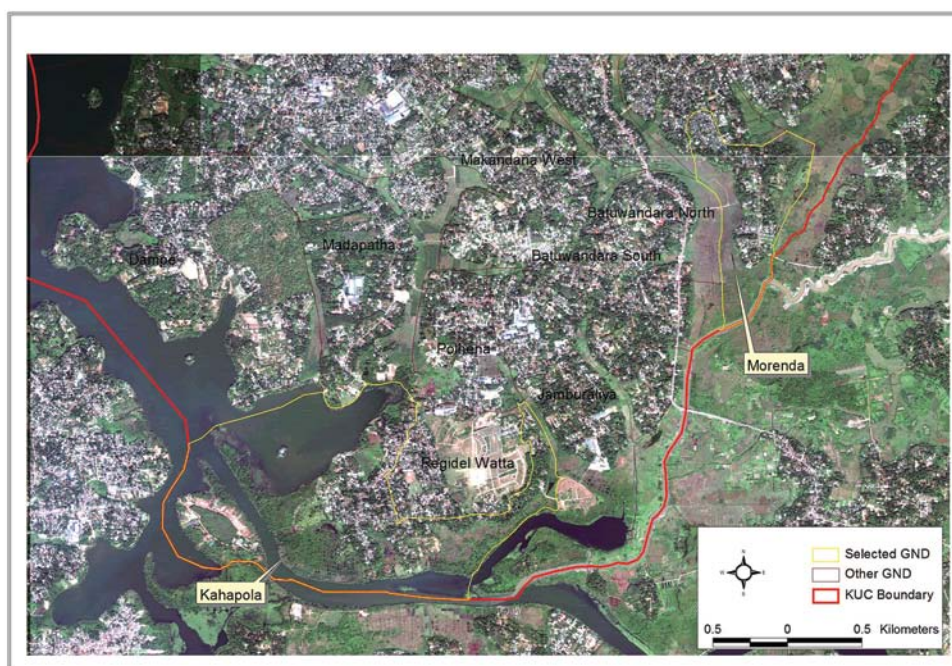 Makandana West
Batuwandara North
Madapatha
Batuwandara South
Dampe
Polhena
Morenda
Jamburaliya
Regidel Watta
Kahapola
N
W E
S
Selected GND
Other GND
KUC Boundary
0.5 0 0.5 Kilometers